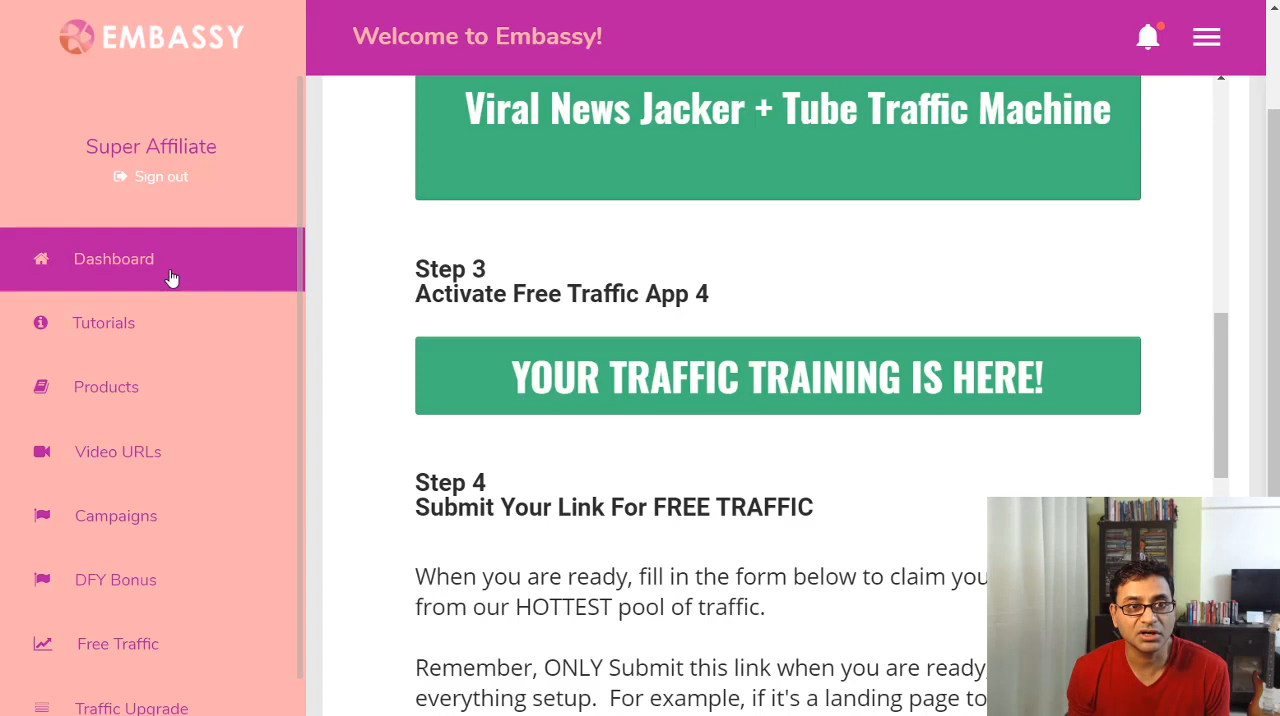 EMBASSY
Welcome to Embassy!
Super Affiliate
Sign out
Dashboard
Tutorials
Products
Video URLs
Campaigns
DFY Bonus
Free Traffic
Traffic Upgrade
Viral News Jacker + Tube Traffic Machine
Step 3
Activate Free Traffic App 4
YOUR TRAFFIC TRAINING IS HERE!
Step 4
Submit Your Link For FREE TRAFFIC
When you are ready, fill in the form below to claim you
from our HOTTEST pool of traffic.
Remember, ONLY Submit this link when you are ready,
everything setup. For example, if it's a landing page to